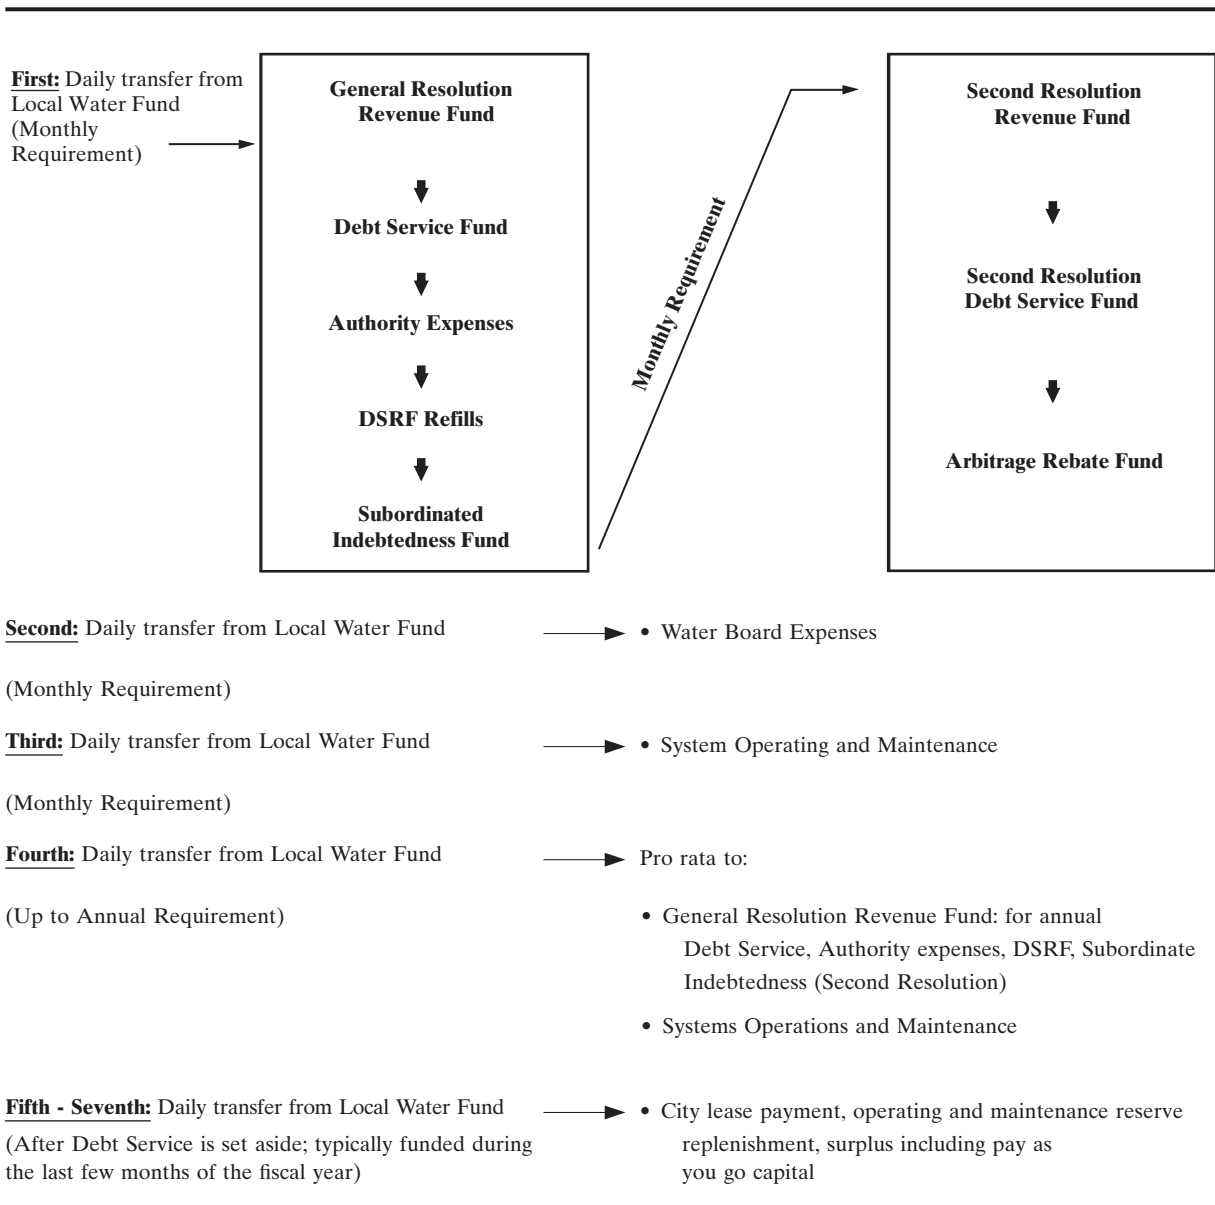 First: Daily transfer from
Local Water Fund
(Monthly
Requirement)
General Resolution
Revenue Fund
Debt Service Fund
Authority Expenses
DSRF Refills
Subordinated
Indebtedness Fund
Monthly Requirement
Second Resolution
Revenue Fund
Second Resolution
Debt Service Fund
Arbitrage Rebate Fund
Second: Daily transfer from Local Water Fund
• Water Board Expenses
(Monthly Requirement)
Third: Daily transfer from Local Water Fund
• System Operating and Maintenance
(Monthly Requirement)
Fourth: Daily transfer from Local Water Fund
Pro rata to:
(Up to Annual Requirement)
• General Resolution Revenue Fund: for annual
Debt Service, Authority expenses, DSRF, Subordinate
Indebtedness (Second Resolution)
• Systems Operations and Maintenance
Fifth - Seventh: Daily transfer from Local Water Fund
(After Debt Service is set aside; typically funded during
the last few months of the fiscal year)
• City lease payment, operating and maintenance reserve
replenishment, surplus including pay as
you go capital